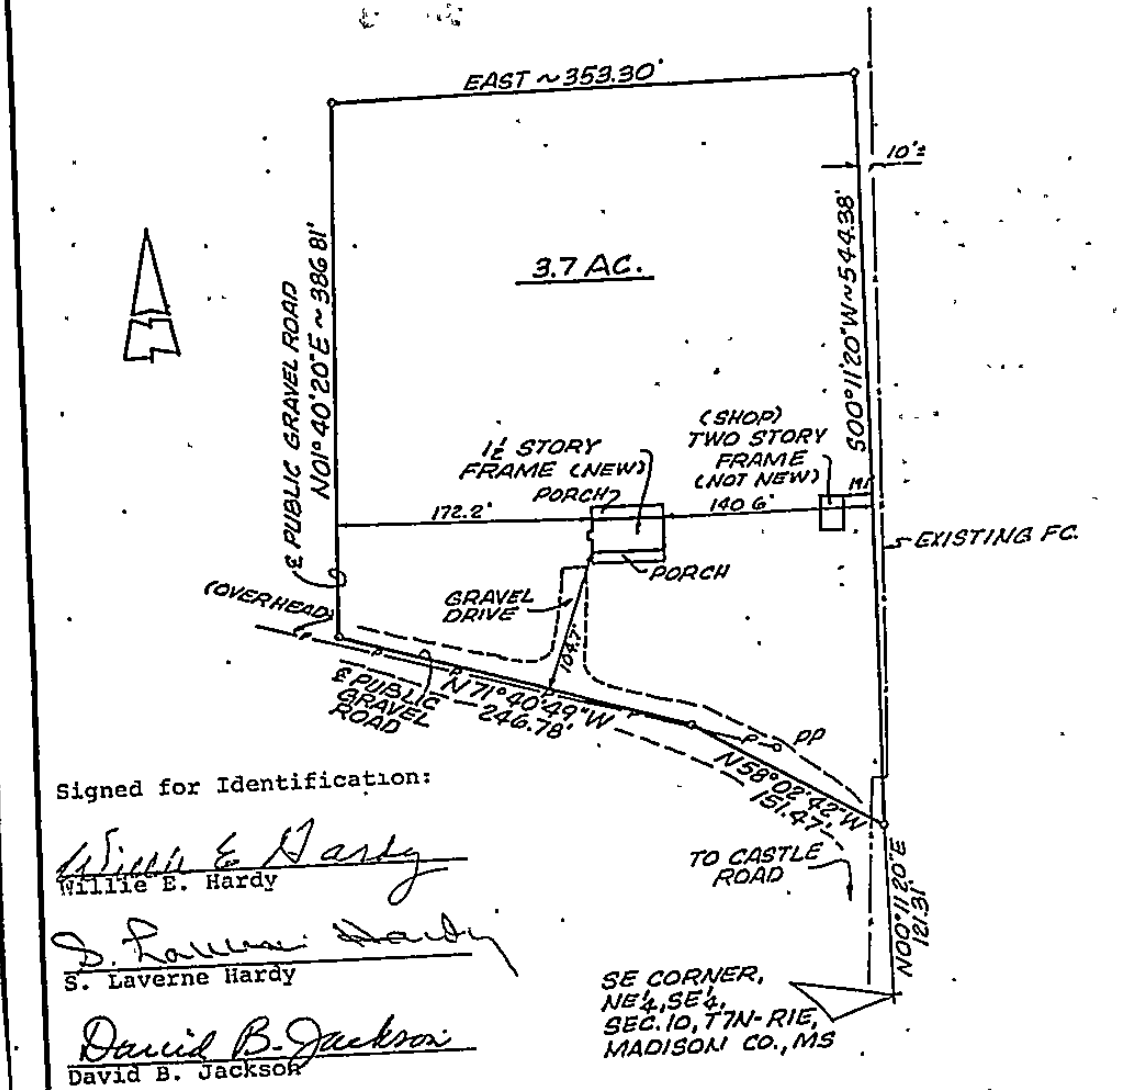 EAST ~ 353.30'
10'±
3.7 AC.
S00°11'20"W ~ 544.38'
℄ PUBLIC GRAVEL ROAD
N01°40'20"E ~ 386 81'
1½ STORY
FRAME (NEW)
PORCH
(SHOP)
TWO STORY
FRAME
(NOT NEW)
172.2'
140 6'
EXISTING FC.
PORCH
GRAVEL
DRIVE
104.7'
(OVERHEAD)
℄ PUBLIC
GRAVEL
ROAD
N 71°40'49"W
246.78'
P
P
P
P
P
PP
N58°02'42"W
151.47'
TO CASTLE
ROAD
N00°11'20"E
121.31'
SE CORNER,
NE¼, SE¼,
SEC. 10, T7N-R1E,
MADISON CO., MS
Signed for Identification:
Willie E Hardy
Willie E. Hardy
S. Laverne Hardy
S. Laverne Hardy
David B. Jackson
David B. Jackson